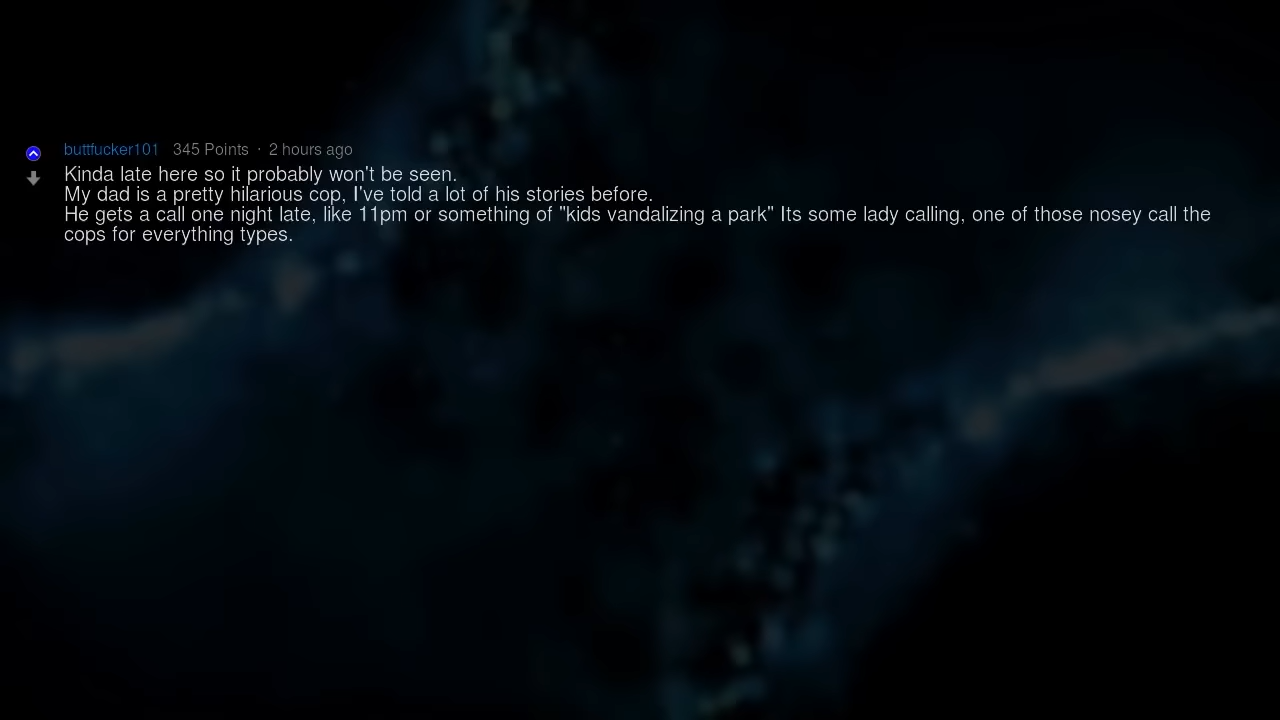 buttfucker101 345 Points · 2 hours ago
Kinda late here so it probably won't be seen.
My dad is a pretty hilarious cop, I've told a lot of his stories before.
He gets a call one night late, like 11pm or something of "kids vandalizing a park" Its some lady calling, one of those nosey call the
cops for everything types.